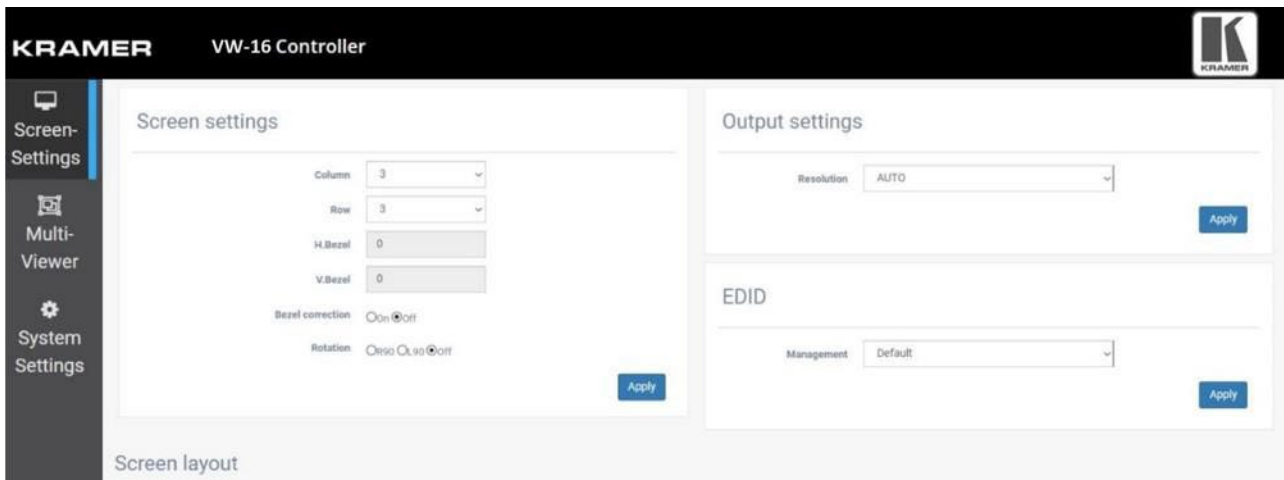 KRAMER
VW-16 Controller
KRAMER
Screen-
Settings
Multi-
Viewer
System
Settings
Screen settings
Column 3
Row 3
H.Bezel 0
V.Bezel 0
Bezel correction On Off
Rotation R90 L90 Off
Apply
Output settings
Resolution AUTO
Apply
EDID
Management Default
Apply
Screen layout